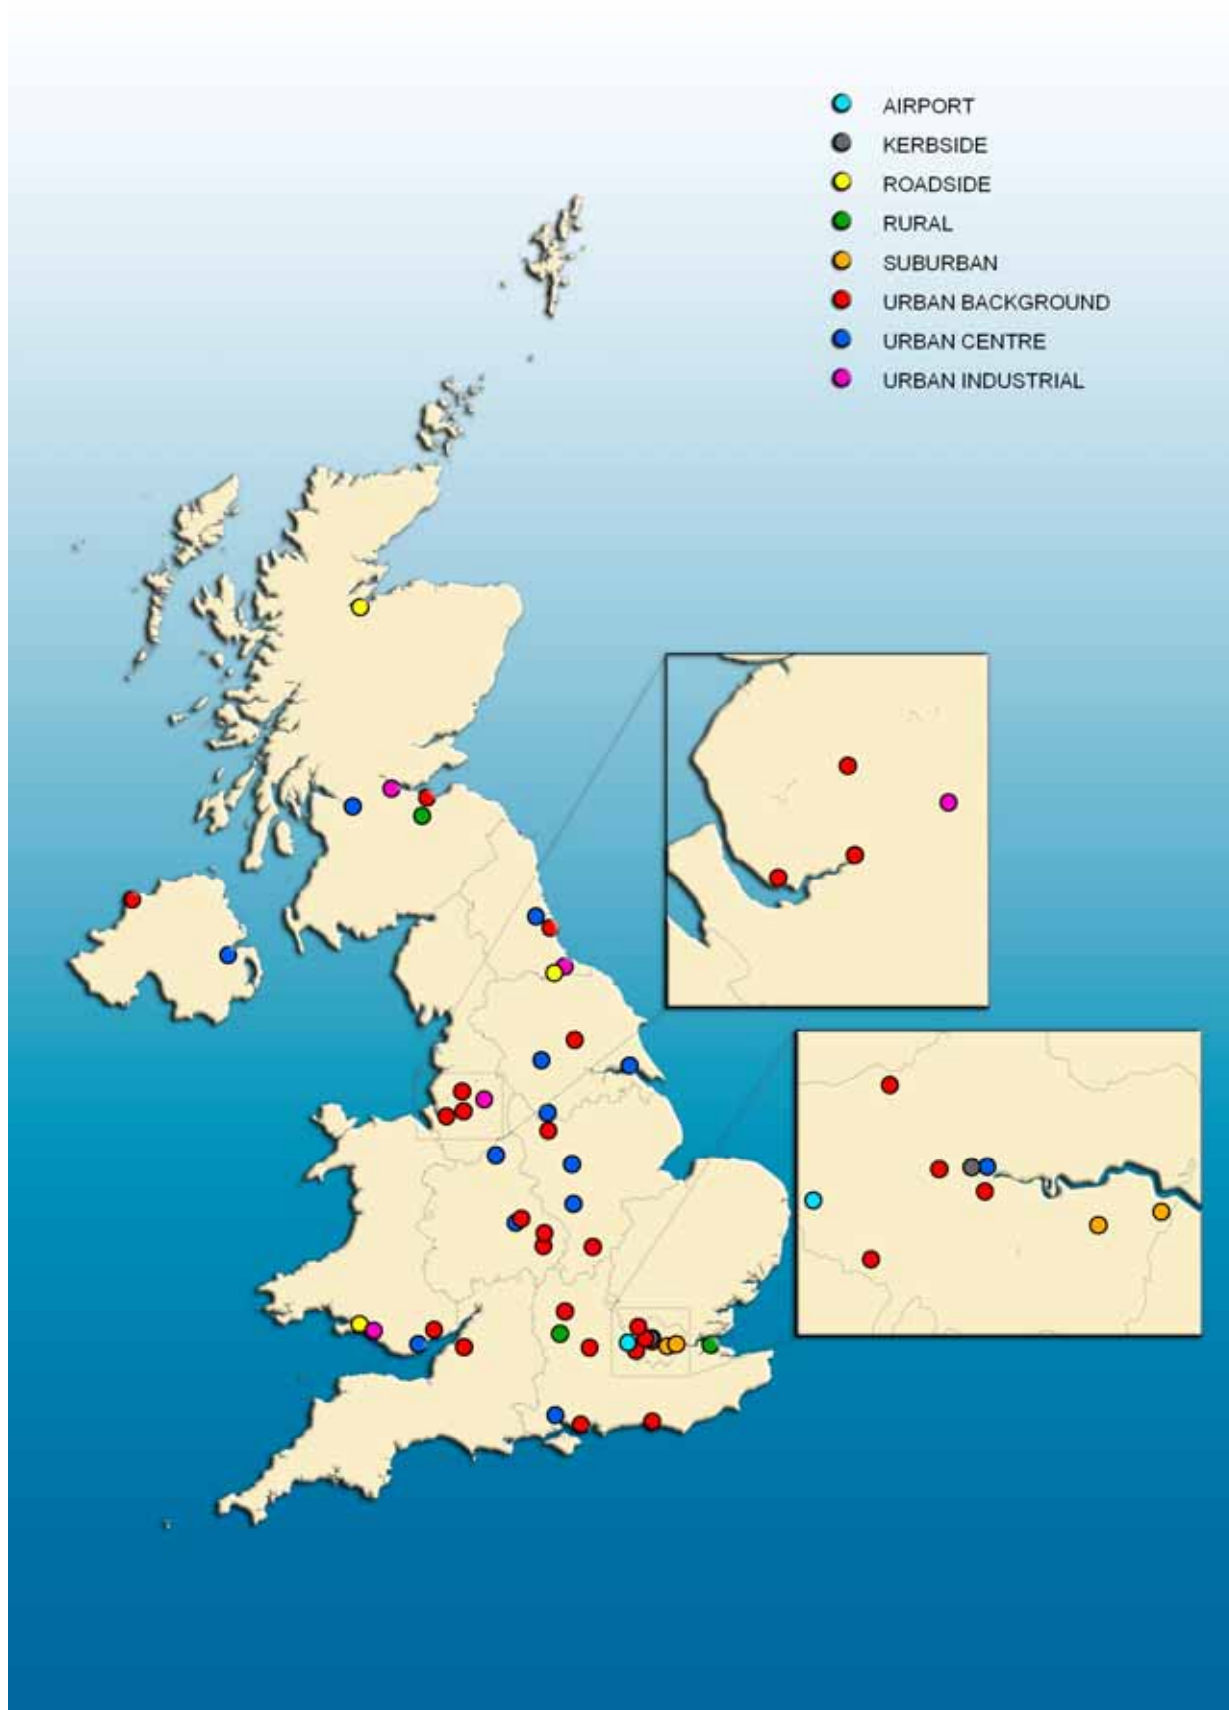 AIRPORT
KERBSIDE
ROADSIDE
RURAL
SUBURBAN
URBAN BACKGROUND
URBAN CENTRE
URBAN INDUSTRIAL